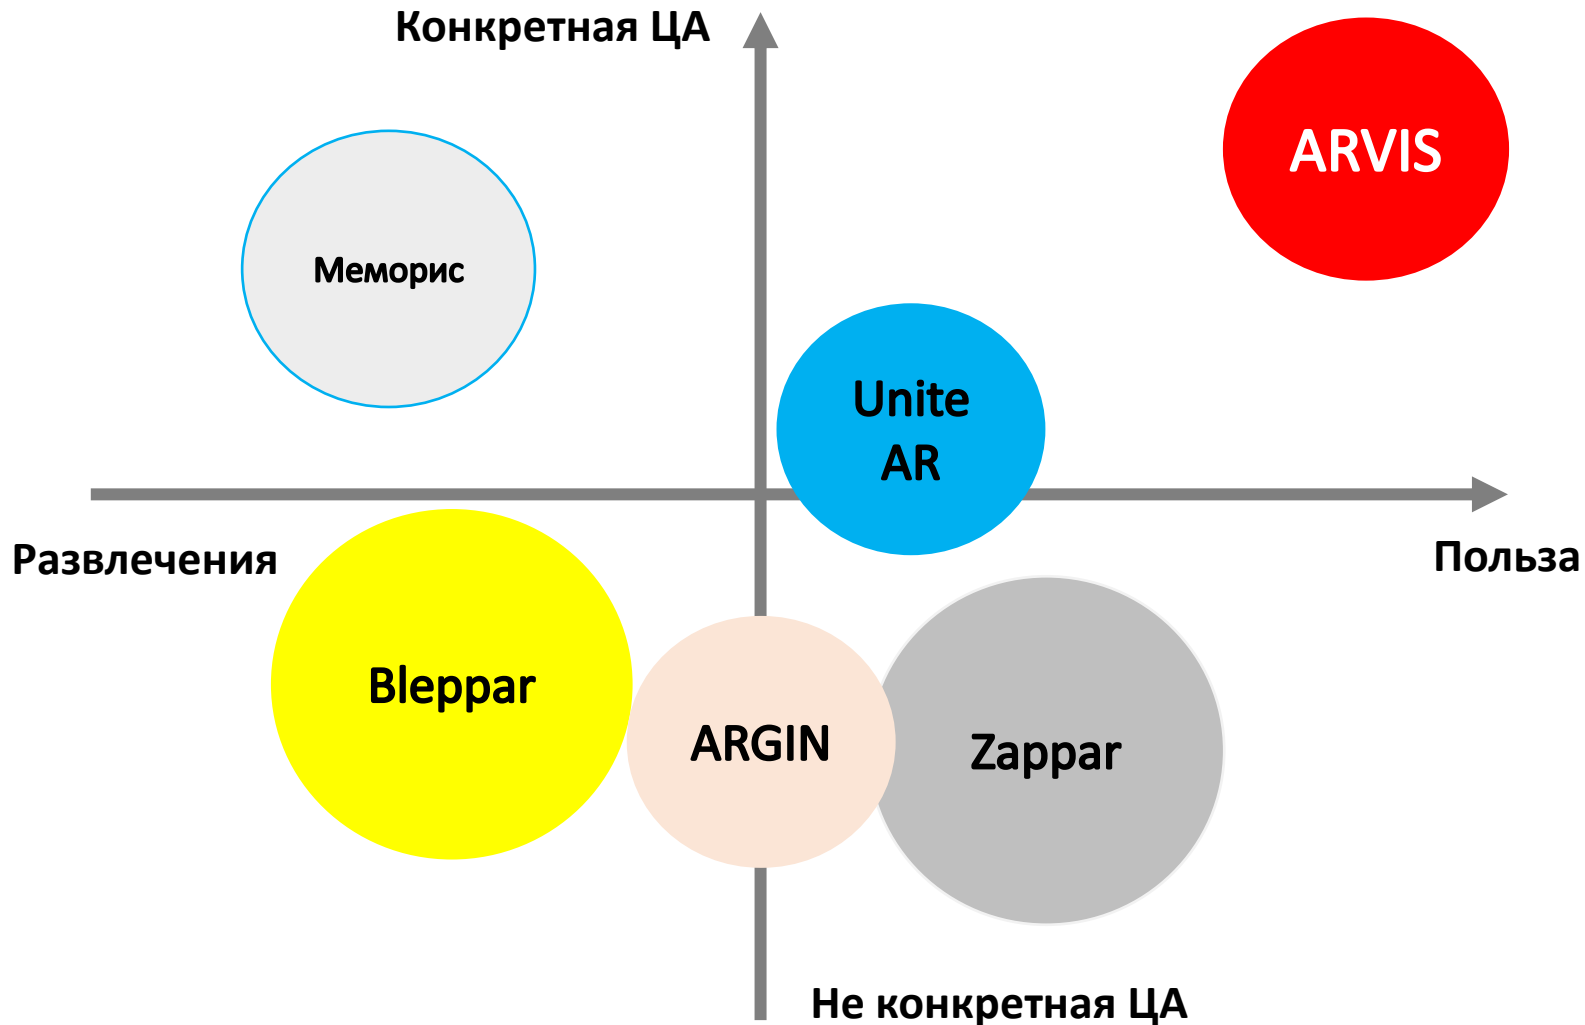 Конкретная ЦА
ARVIS
Меморис
Unite
AR
Развлечения
Польза
Bleppar
ARGIN
Zappar
Не конкретная ЦА